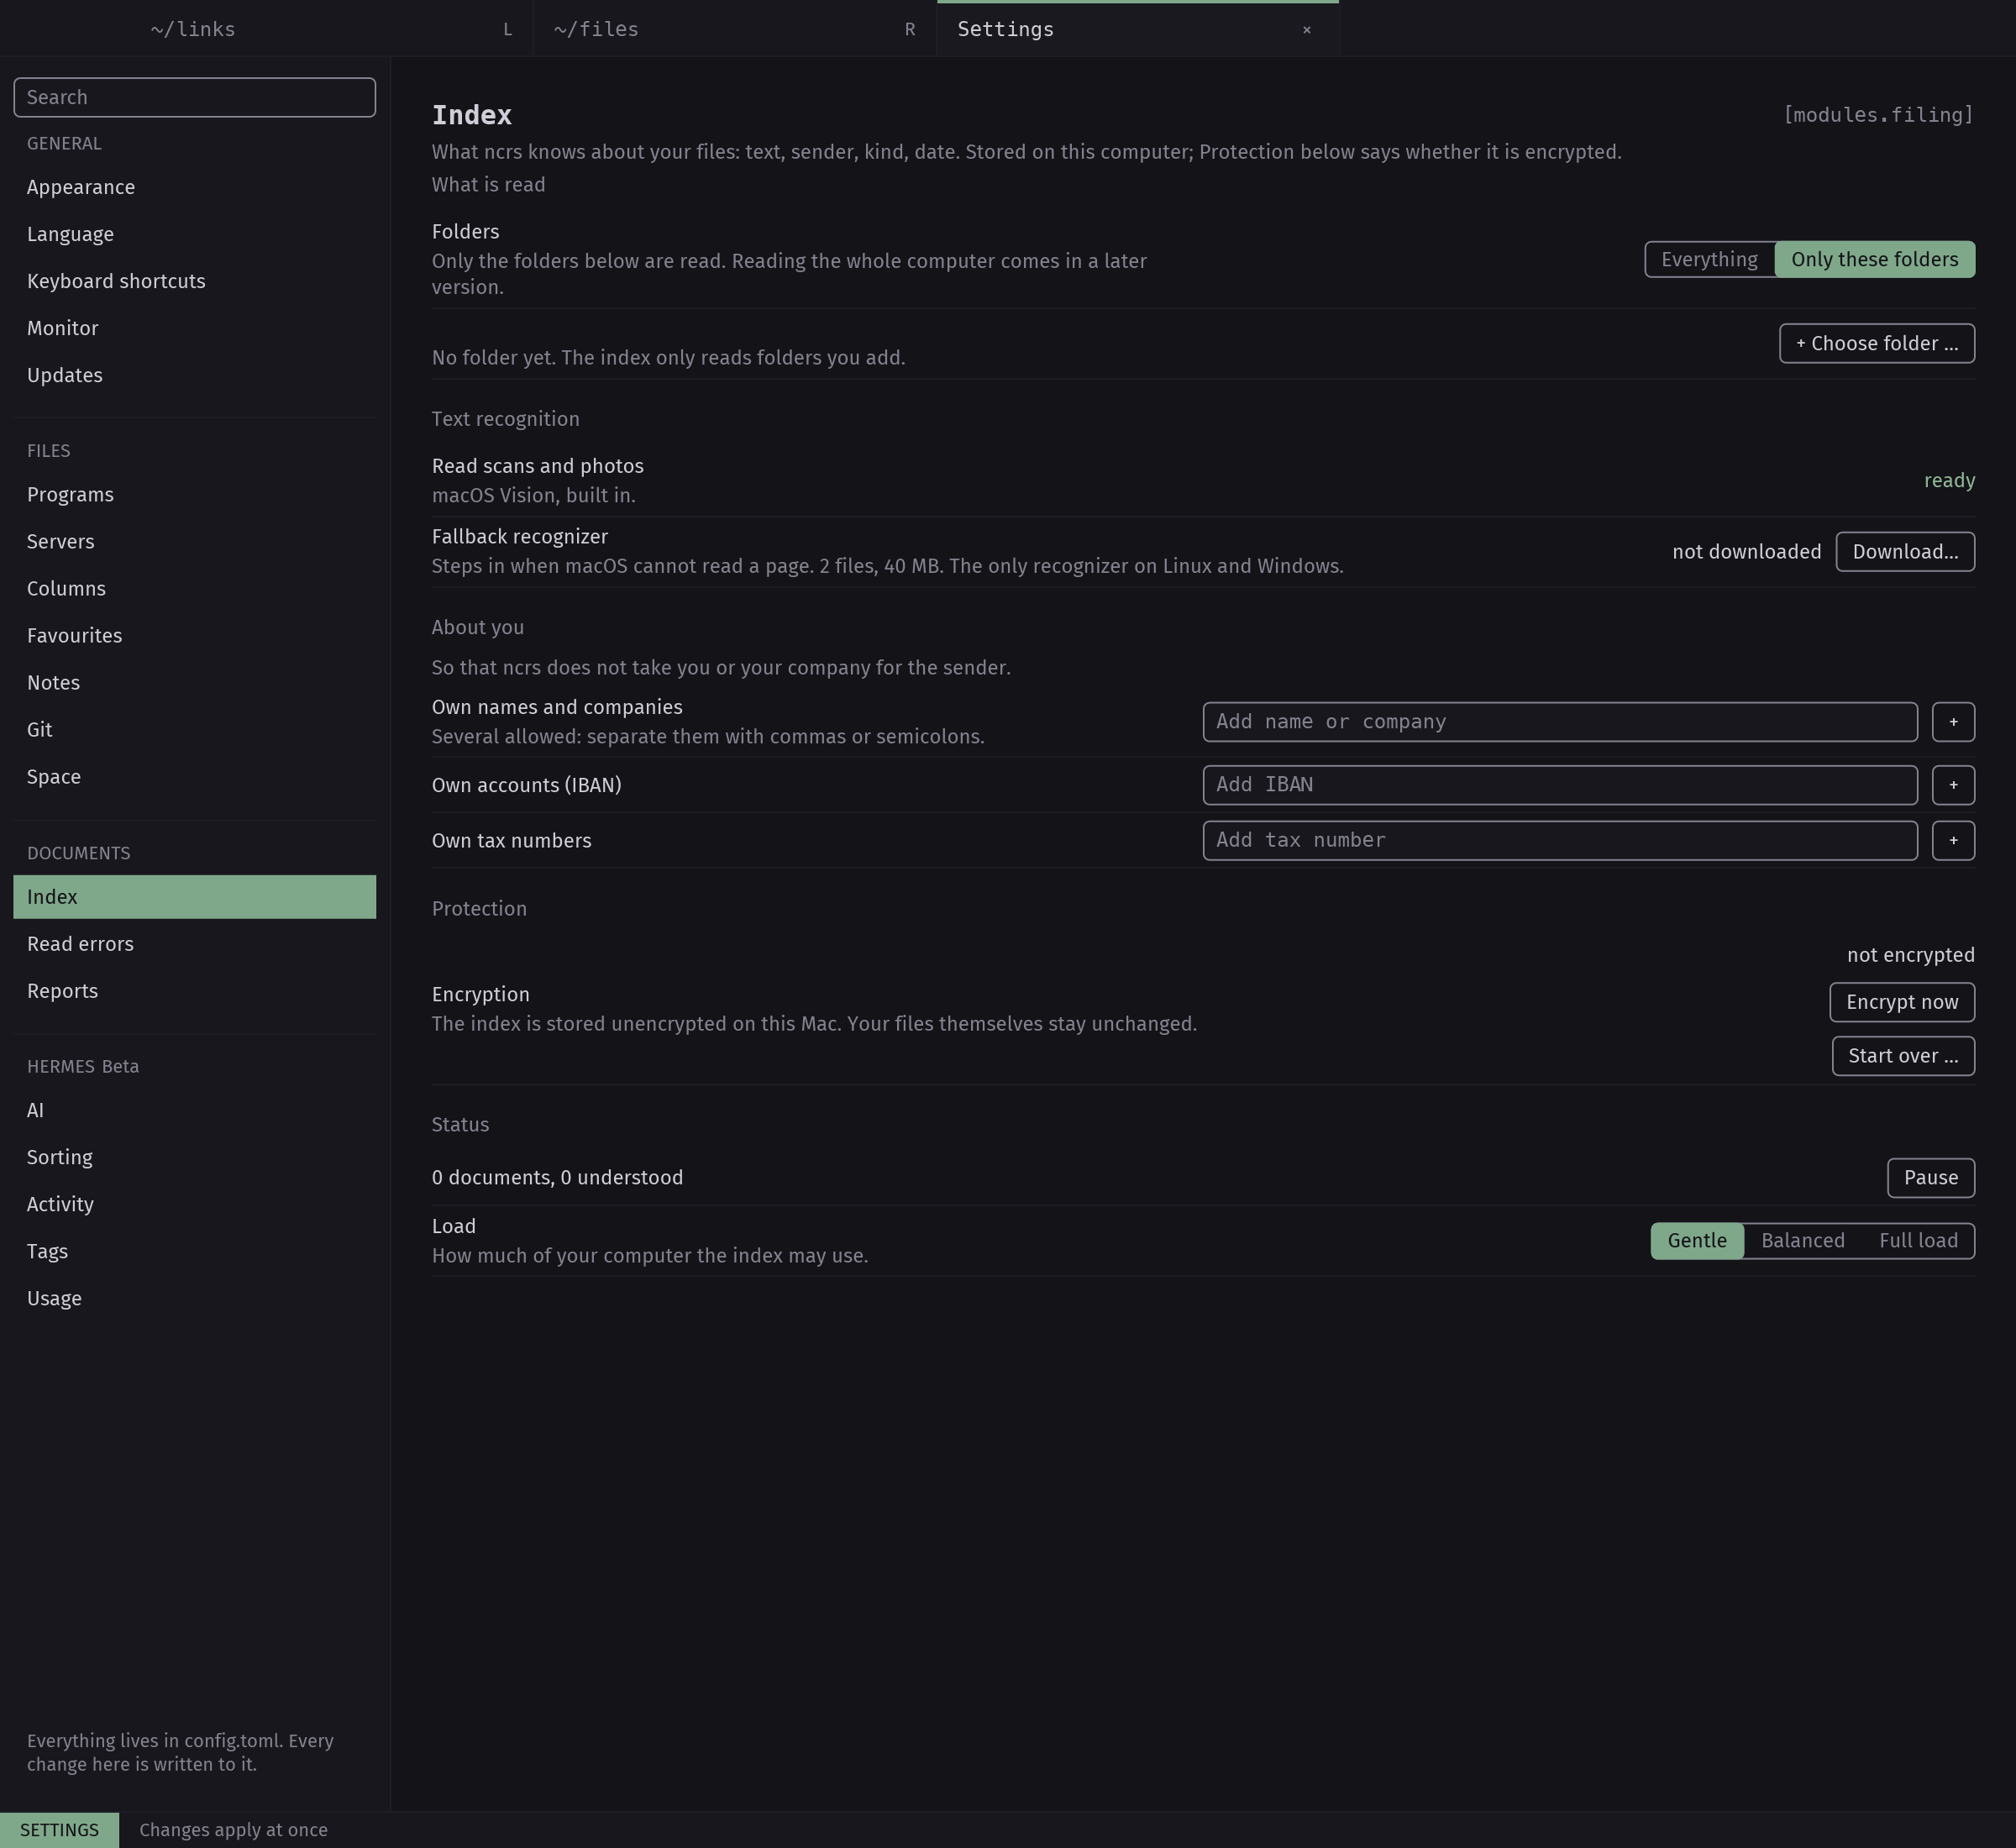 ~/links L ~/files R Settings ×
Search
GENERAL
Appearance
Language
Keyboard shortcuts
Monitor
Updates
FILES
Programs
Servers
Columns
Favourites
Notes
Git
Space
DOCUMENTS
Index
Read errors
Reports
HERMES Beta
AI
Sorting
Activity
Tags
Usage
Everything lives in config.toml. Every
change here is written to it.
Index [modules.filing]
What ncrs knows about your files: text, sender, kind, date. Stored on this computer; Protection below says whether it is encrypted.
What is read
Folders
Only the folders below are read. Reading the whole computer comes in a later
version.
Everything Only these folders
No folder yet. The index only reads folders you add.
+ Choose folder ...
Text recognition
Read scans and photos
macOS Vision, built in.
ready
Fallback recognizer
Steps in when macOS cannot read a page. 2 files, 40 MB. The only recognizer on Linux and Windows.
not downloaded Download...
About you
So that ncrs does not take you or your company for the sender.
Own names and companies
Several allowed: separate them with commas or semicolons.
Add name or company +
Own accounts (IBAN) Add IBAN +
Own tax numbers Add tax number +
Protection
not encrypted
Encryption
The index is stored unencrypted on this Mac. Your files themselves stay unchanged.
Encrypt now
Start over ...
Status
0 documents, 0 understood Pause
Load
How much of your computer the index may use.
Gentle Balanced Full load
SETTINGS Changes apply at once